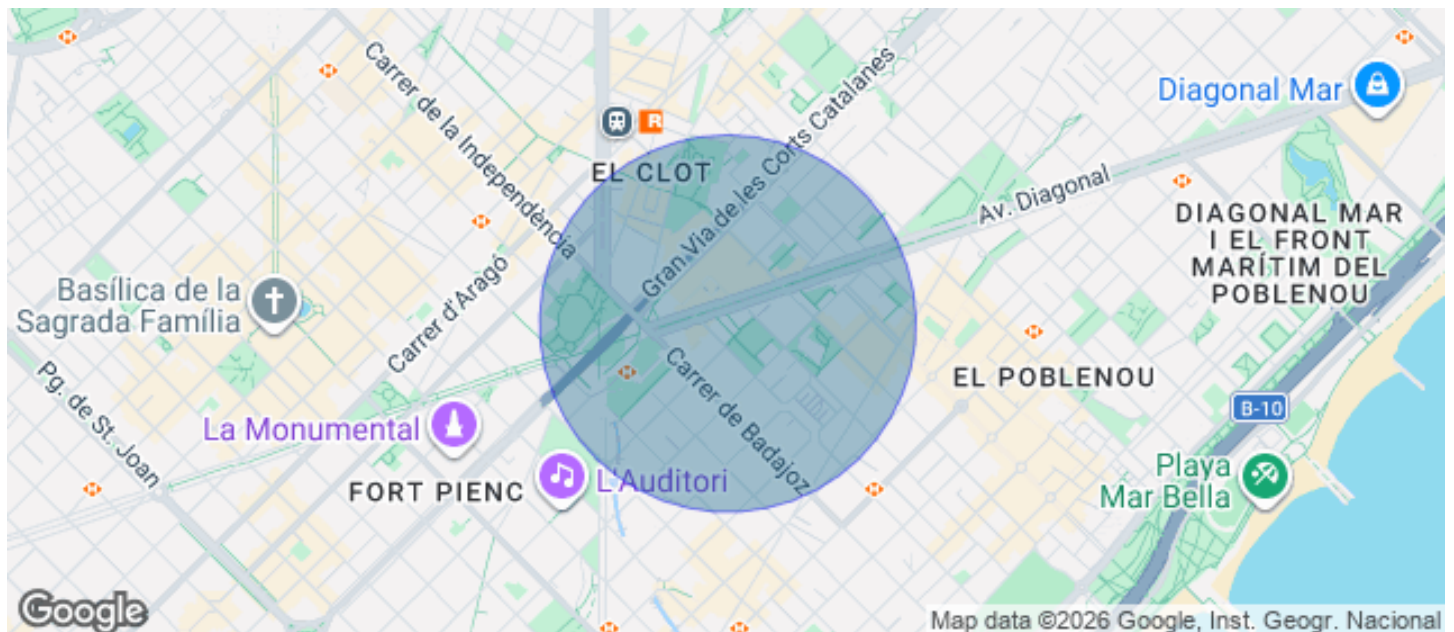 Carrer de la Independència
Gran Via de les Corts Catalanes
Diagonal Mar
R
EL CLOT
Av. Diagonal
DIAGONAL MAR
I EL FRONT
MARÍTIM DEL
POBLENOU
Basílica de la
Sagrada Família
Carrer d'Aragó
Pg. de St. Joan
Carrer de Badajoz
EL POBLENOU
B-10
La Monumental
Playa
Mar Bella
FORT PIENC
L'Auditori
Google
Map data ©2026 Google, Inst. Geogr. Nacional